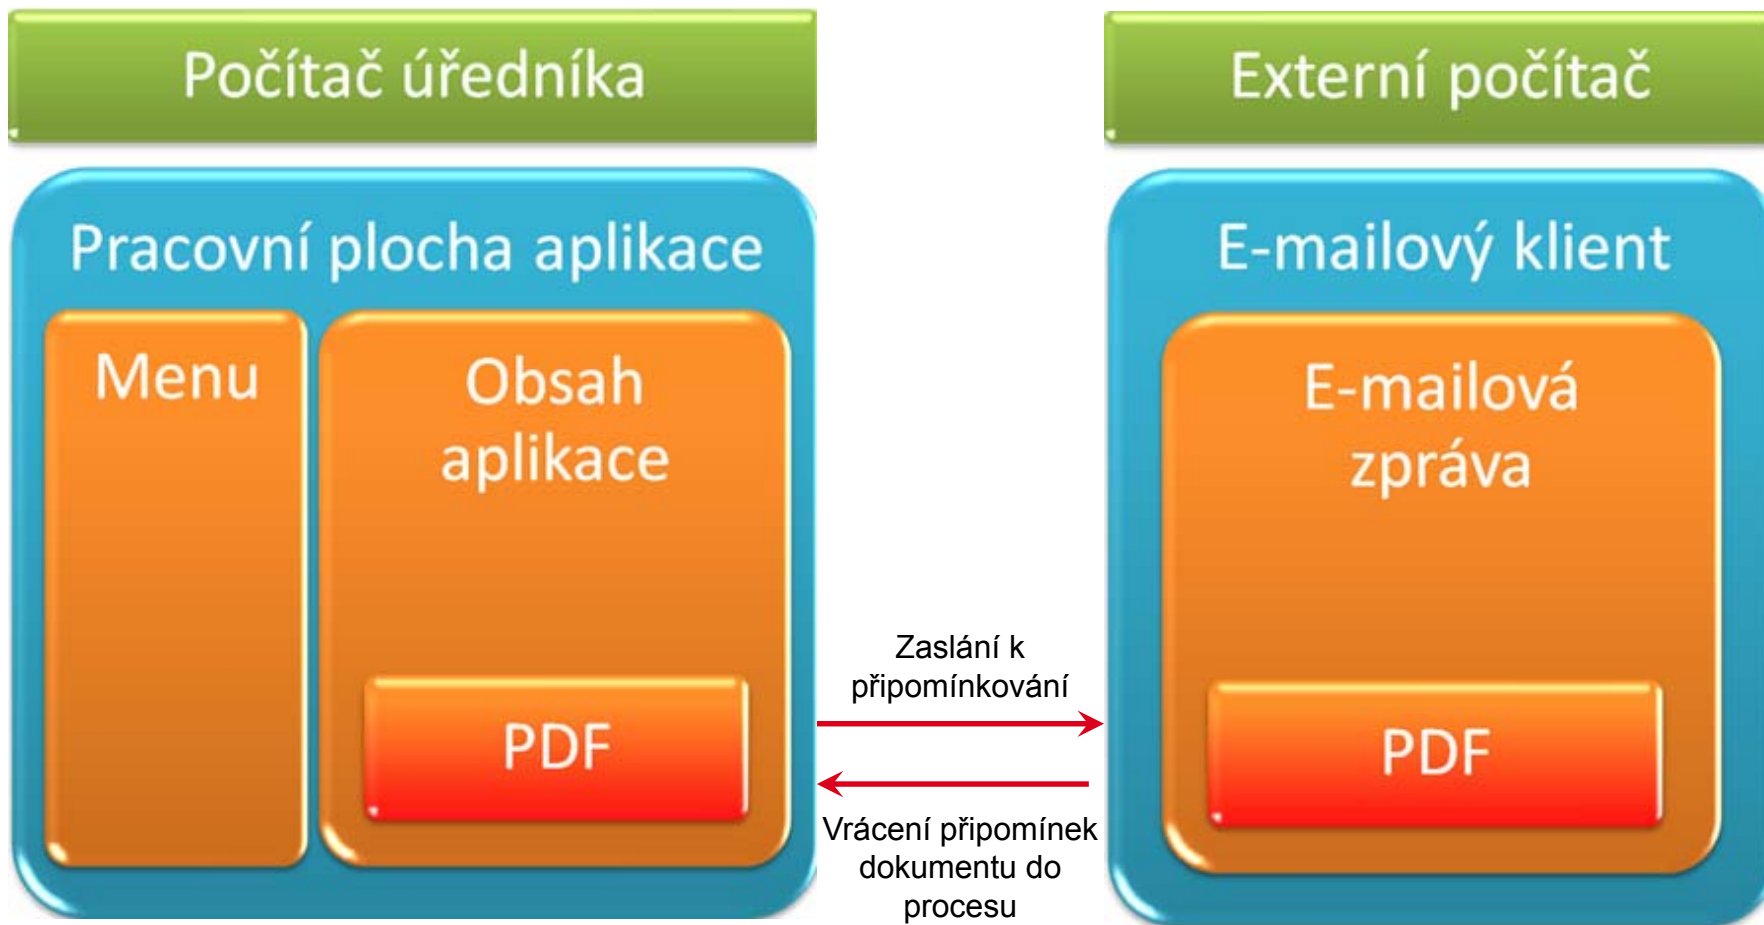 Počítač úředníka
Pracovní plocha aplikace
Menu
Obsah
aplikace
PDF
Zaslání k
připomínkování
Vrácení připomínek
dokumentu do
procesu
Externí počítač
E-mailový klient
E-mailová
zpráva
PDF